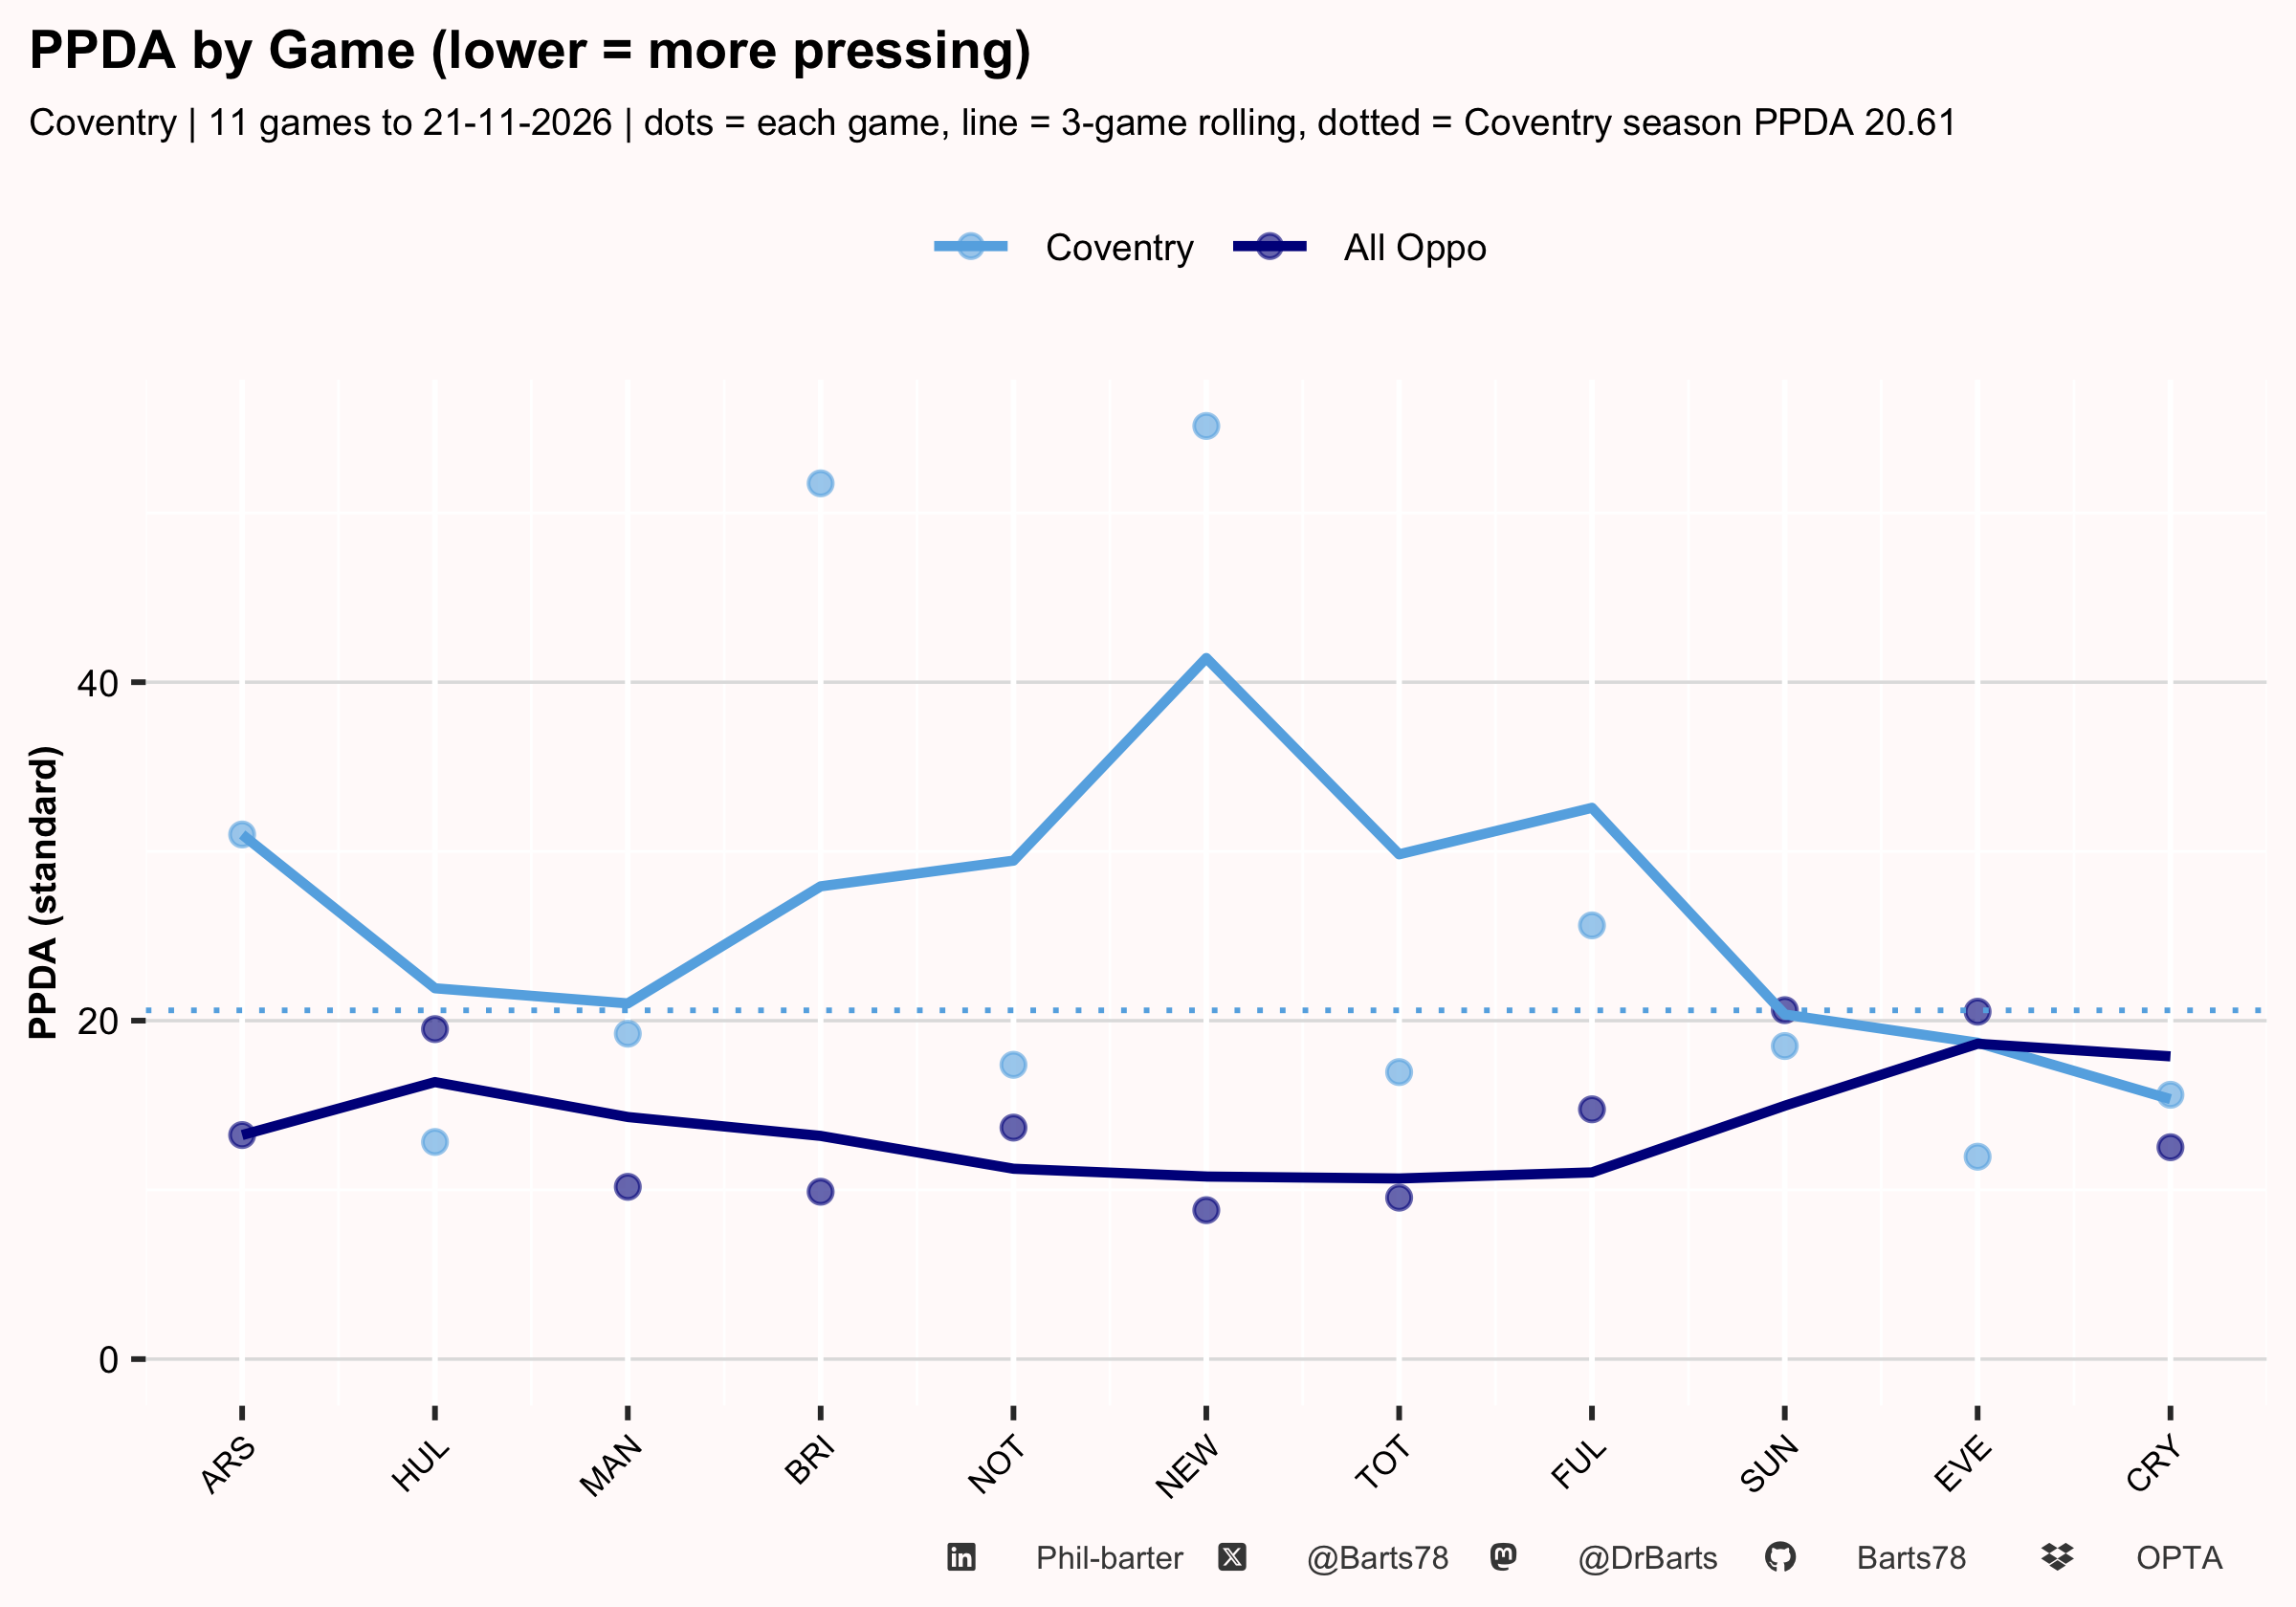 PPDA by Game (lower = more pressing)
Coventry | 11 games to 21-11-2026 | dots = each game, line = 3-game rolling, dotted = Coventry season PPDA 20.61
Coventry All Oppo
PPDA (standard)
40
20
0
ARS HUL MAN BRI NOT NEW TOT FUL SUN EVE CRY
Phil-barter @Barts78 @DrBarts Barts78 OPTA